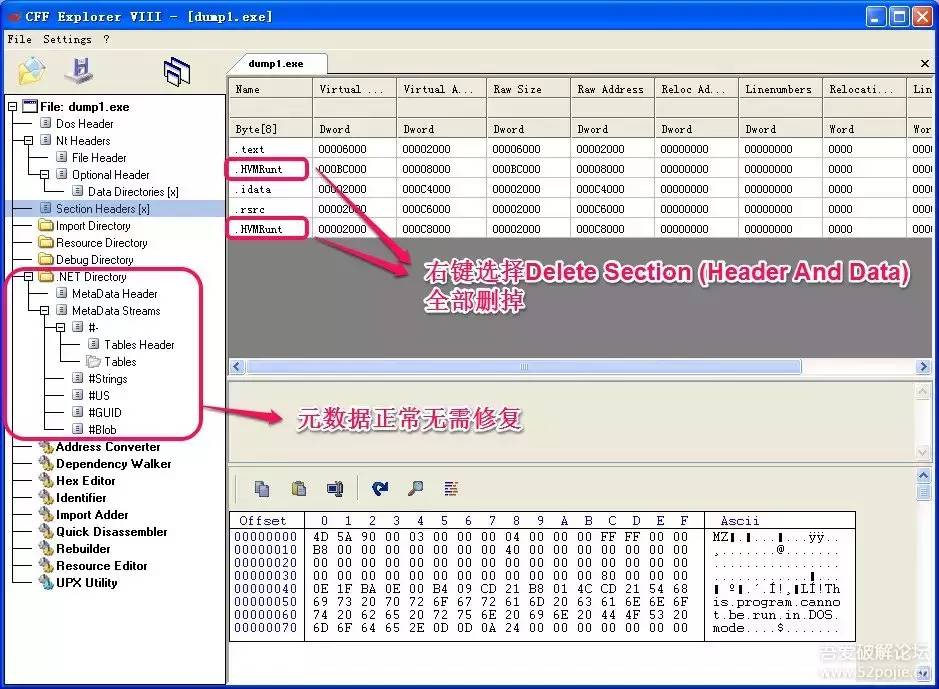 CFF Explorer VIII - [dump1.exe]
File Settings ?
dump1.exe
File: dump1.exe
Dos Header
Nt Headers
File Header
Optional Header
Data Directories [x]
Section Headers [x]
Import Directory
Resource Directory
Debug Directory
.NET Directory
MetaData Header
MetaData Streams
#-
Tables Header
Tables
#Strings
#US
#GUID
#Blob
Address Converter
Dependency Walker
Hex Editor
Identifier
Import Adder
Quick Disassembler
Rebuilder
Resource Editor
UPX Utility
Name Virtual ... Virtual A... Raw Size Raw Address Reloc Ad... Linenumbers Relocati... Lin
Byte[8] Dword Dword Dword Dword Dword Dword Word Wor
.text 00006000 00002000 00006000 00002000 00000000 00000000 0000 000
.HVMRunt 000BC000 00008000 000BC000 00008000 00000000 00000000 0000 000
.idata 00002000 000C4000 00002000 000C4000 00000000 00000000 0000 000
.rsrc 00002000 000C6000 00002000 000C6000 00000000 00000000 0000 000
.HVMRunt 00002000 000C8000 00002000 000C8000 00000000 00000000 0000 000
右键选择Delete Section (Header And Data)
全部删掉
元数据正常无需修复
Offset 0 1 2 3 4 5 6 7 8 9 A B C D E F Ascii
00000000 4D 5A 90 00 03 00 00 00 04 00 00 00 FF FF 00 00 MZ▮.▮...▮...ÿÿ..
00000010 B8 00 00 00 00 00 00 00 40 00 00 00 00 00 00 00 ¸.......@.......
00000020 00 00 00 00 00 00 00 00 00 00 00 00 00 00 00 00 ................
00000030 00 00 00 00 00 00 00 00 00 00 00 00 80 00 00 00 ............▮...
00000040 0E 1F BA 0E 00 B4 09 CD 21 B8 01 4C CD 21 54 68 ▮▮º▮.´.Í!¸▮LÍ!Th
00000050 69 73 20 70 72 6F 67 72 61 6D 20 63 61 6E 6E 6F is.program.canno
00000060 74 20 62 65 20 72 75 6E 20 69 6E 20 44 4F 53 20 t.be.run.in.DOS.
00000070 6D 6F 64 65 2E 0D 0D 0A 24 00 00 00 00 00 00 00 mode....$.......
吾爱破解论坛
www.52pojie.cn